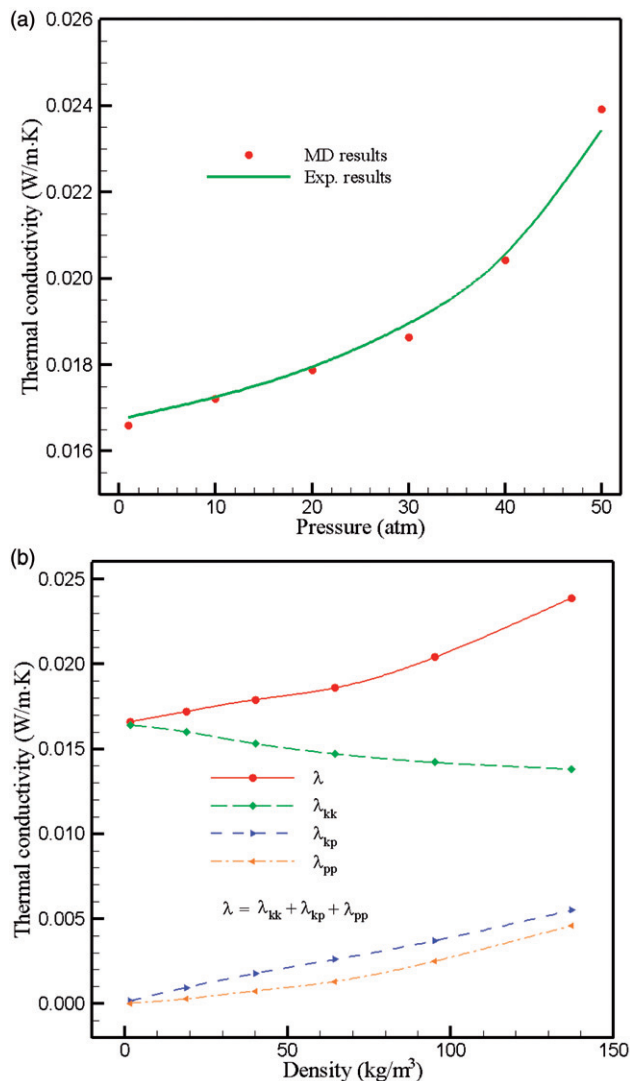 (a)
0.026
0.024
0.022
0.020
0.018
0.016
Thermal conductivity (W/m·K)
MD results
Exp. results
0 10 20 30 40 50
Pressure (atm)
(b)
0.025
0.020
0.015
0.010
0.005
0.000
Thermal conductivity (W/m·K)
λ
λkk
λkp
λpp
λ = λkk + λkp + λpp
0 50 100 150
Density (kg/m³)